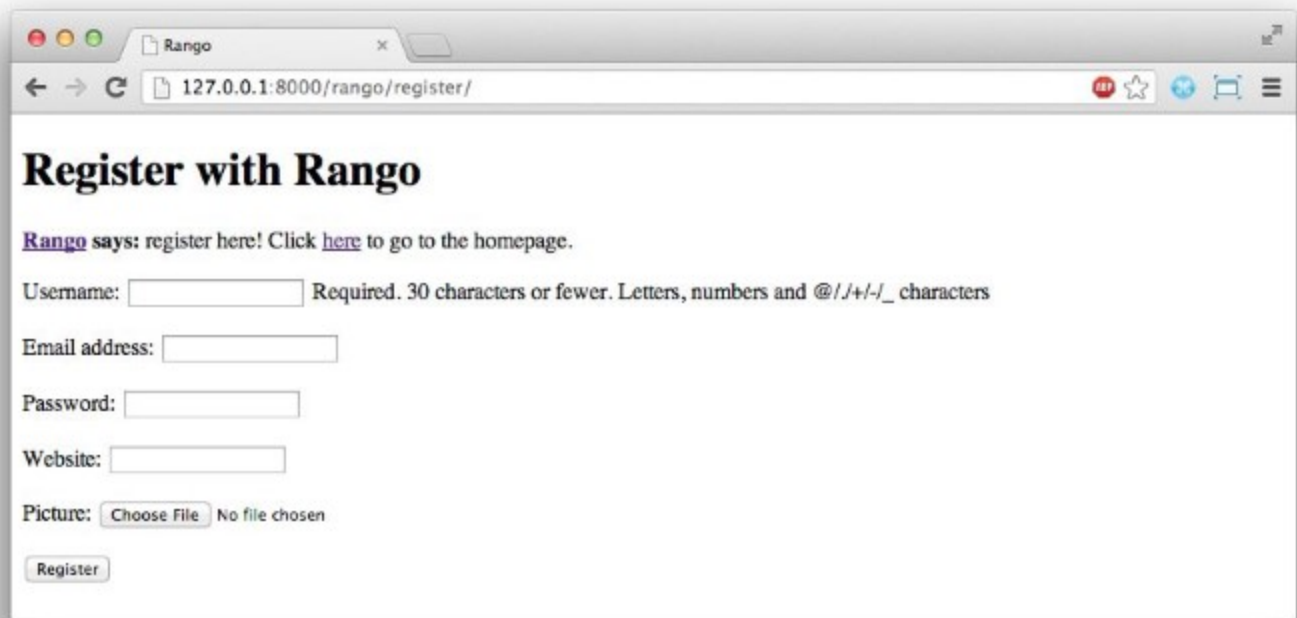 Rango
127.0.0.1:8000/rango/register/
ABP
Register with Rango
Rango says: register here! Click here to go to the homepage.
Username: Required. 30 characters or fewer. Letters, numbers and @/./+/-/_ characters
Email address:
Password:
Website:
Picture: Choose File No file chosen
Register